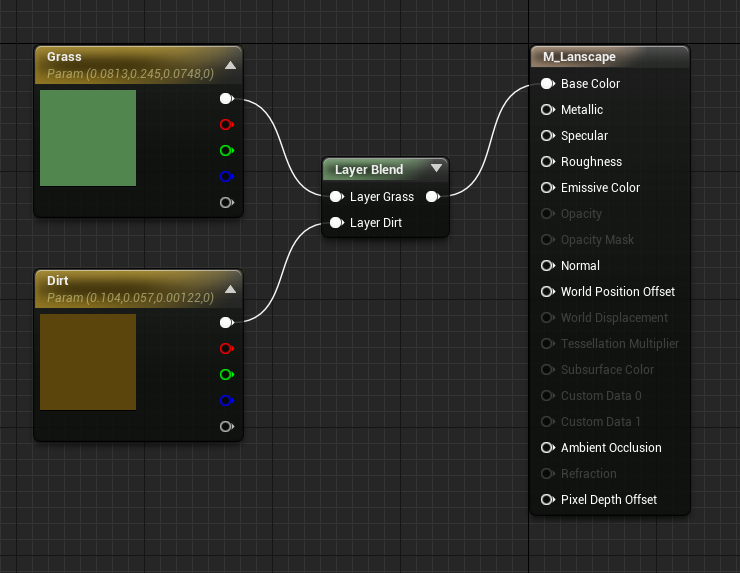 Grass
Param (0.0813,0.245,0.0748,0)
Dirt
Param (0.104,0.057,0.00122,0)
Layer Blend
Layer Grass
Layer Dirt
M_Lanscape
Base Color
Metallic
Specular
Roughness
Emissive Color
Opacity
Opacity Mask
Normal
World Position Offset
World Displacement
Tessellation Multiplier
Subsurface Color
Custom Data 0
Custom Data 1
Ambient Occlusion
Refraction
Pixel Depth Offset